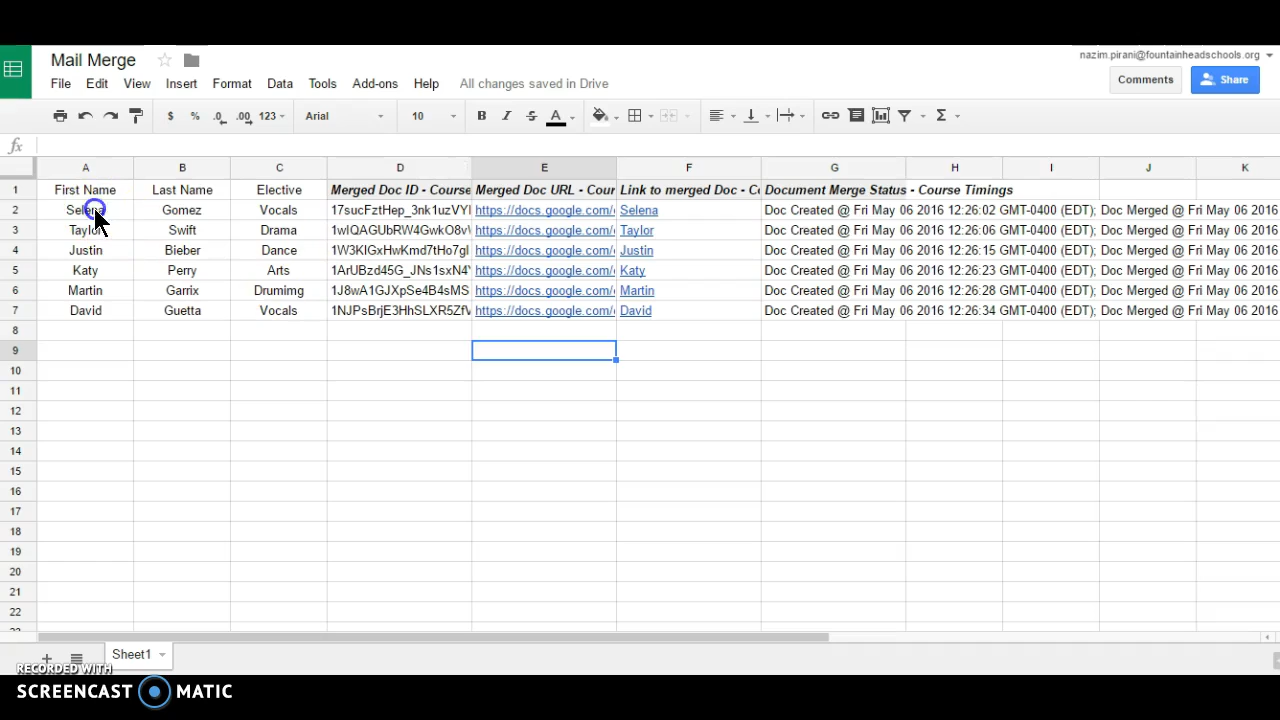 Mail Merge
nazim.pirani@fountainheadschools.org
File Edit View Insert Format Data Tools Add-ons Help All changes saved in Drive
Comments Share
$ % .0 .00 123 Arial 10 B I S A Σ
fx
A B C D E F G H I J K
1 First Name Last Name Elective Merged Doc ID - Course Merged Doc URL - Cour Link to merged Doc - Co Document Merge Status - Course Timings
2 Selena Gomez Vocals 17sucFztHep_3nk1uzVY https://docs.google.com/ Selena Doc Created @ Fri May 06 2016 12:26:02 GMT-0400 (EDT); Doc Merged @ Fri May 06 2016
3 Taylor Swift Drama 1wIQAGUbRW4GwkO8v https://docs.google.com/ Taylor Doc Created @ Fri May 06 2016 12:26:06 GMT-0400 (EDT); Doc Merged @ Fri May 06 2016
4 Justin Bieber Dance 1W3KIGxHwKmd7tHo7gI https://docs.google.com/ Justin Doc Created @ Fri May 06 2016 12:26:15 GMT-0400 (EDT); Doc Merged @ Fri May 06 2016
5 Katy Perry Arts 1ArUBzd45G_JNs1sxN4 https://docs.google.com/ Katy Doc Created @ Fri May 06 2016 12:26:23 GMT-0400 (EDT); Doc Merged @ Fri May 06 2016
6 Martin Garrix Drumimg 1J8wA1GJXpSe4B4sMS https://docs.google.com/ Martin Doc Created @ Fri May 06 2016 12:26:28 GMT-0400 (EDT); Doc Merged @ Fri May 06 2016
7 David Guetta Vocals 1NJPsBrjE3HhSLXR5Zf https://docs.google.com/ David Doc Created @ Fri May 06 2016 12:26:34 GMT-0400 (EDT); Doc Merged @ Fri May 06 2016
8
9
10
11
12
13
14
15
16
17
18
19
20
21
22
Sheet1
RECORDED WITH
SCREENCAST MATIC